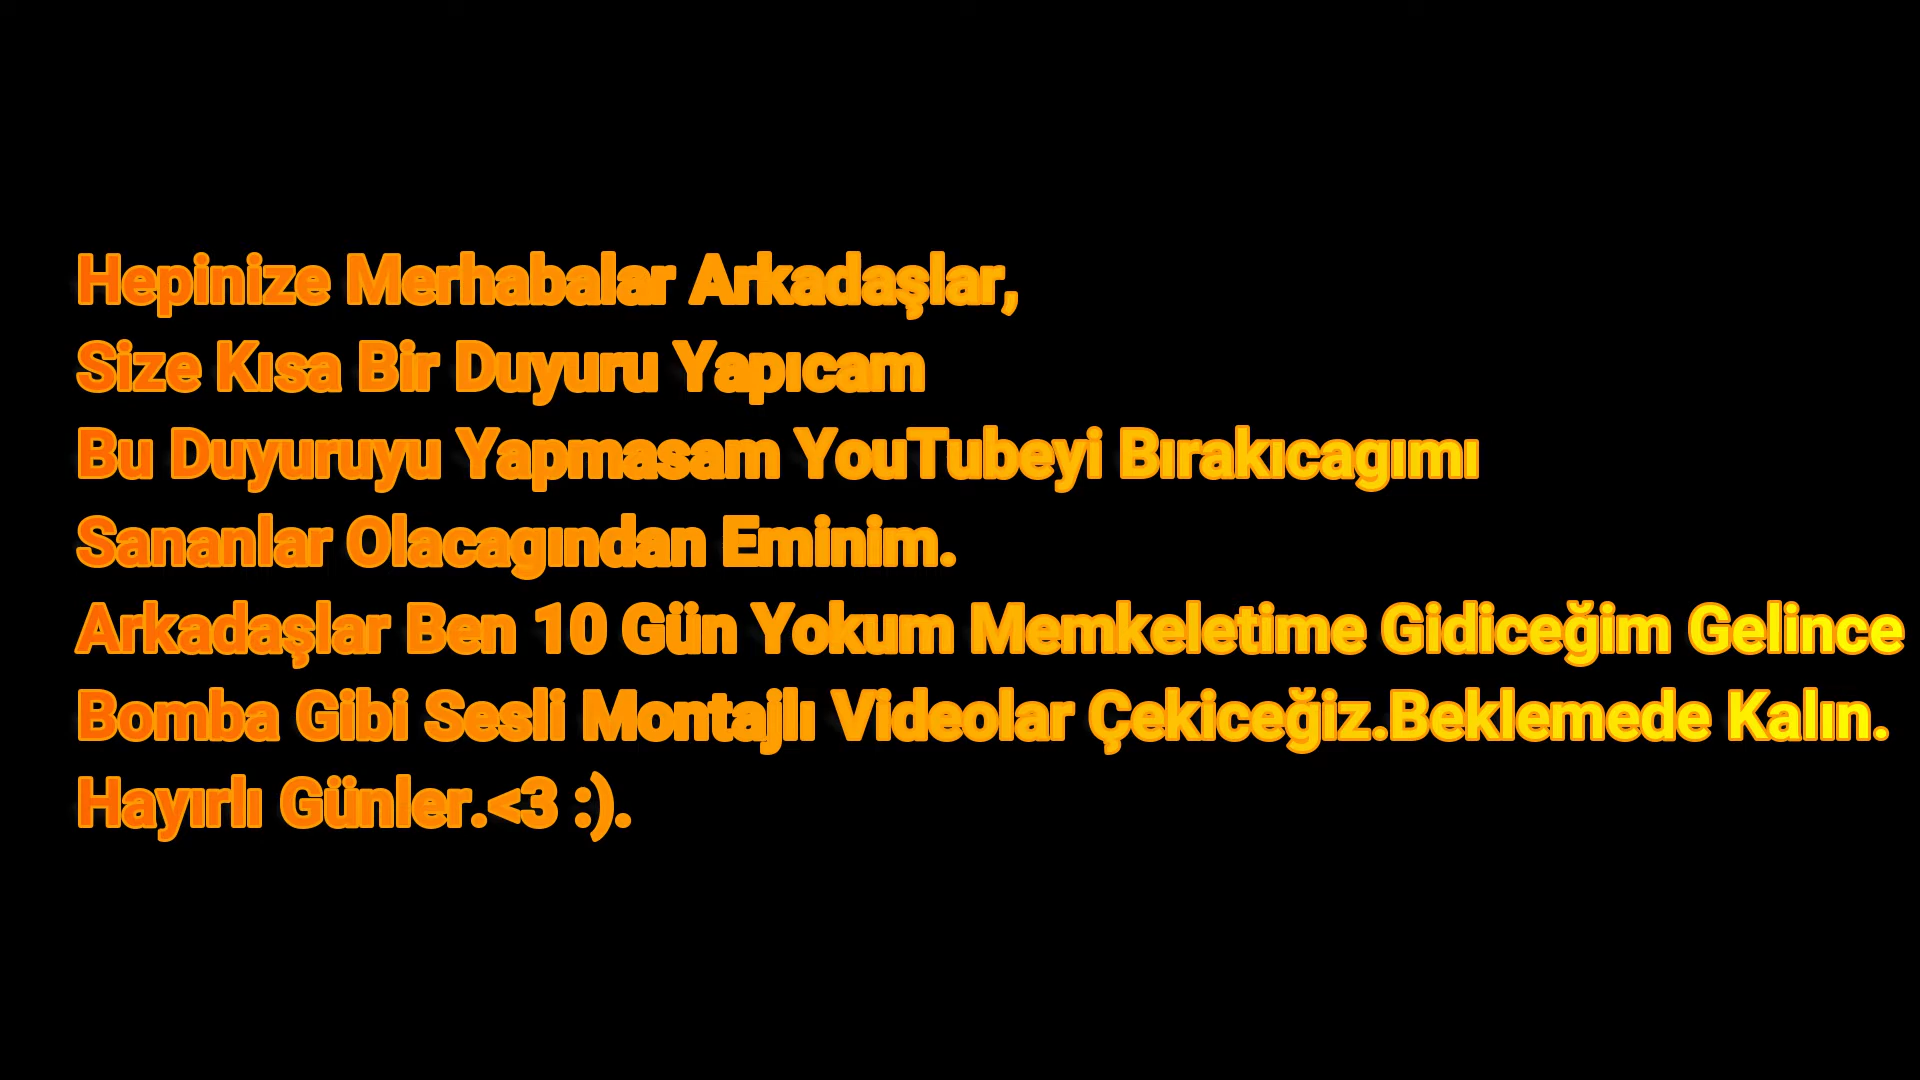 Hepinize Merhabalar Arkadaşlar,
Size Kısa Bir Duyuru Yapıcam
Bu Duyuruyu Yapmasam YouTubeyi Bırakıcagımı
Sananlar Olacagından Eminim.
Arkadaşlar Ben 10 Gün Yokum Memkeletime Gidiceğim Gelince
Bomba Gibi Sesli Montajlı Videolar Çekiceğiz.Beklemede Kalın.
Hayırlı Günler.<3 :).